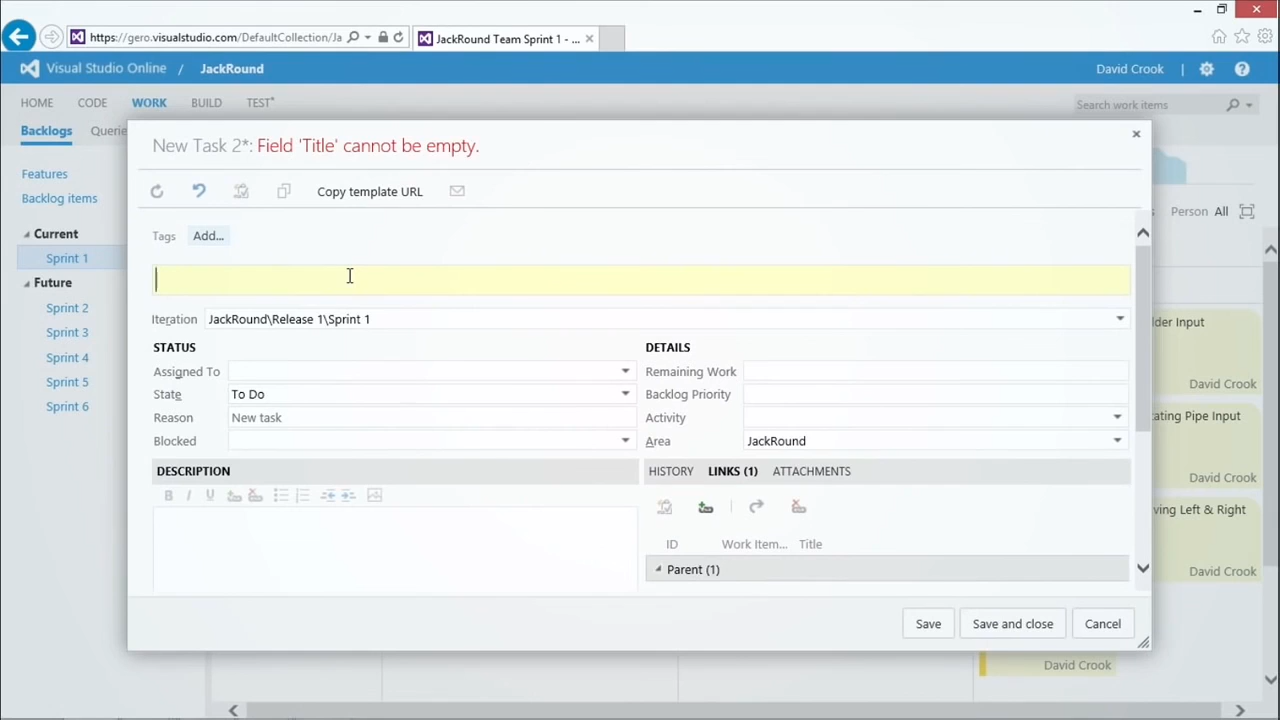 https://gero.visualstudio.com/DefaultCollection/Ja
JackRound Team Sprint 1 - ...
Visual Studio Online / JackRound
David Crook
HOME CODE WORK BUILD TEST*
Search work items
Backlogs Querie
Features
Backlog items
Current
Sprint 1
Future
Sprint 2
Sprint 3
Sprint 4
Sprint 5
Sprint 6
Person All
New Task 2*: Field 'Title' cannot be empty.
Copy template URL
Tags Add...
Iteration JackRound\Release 1\Sprint 1
STATUS
Assigned To
State To Do
Reason New task
Blocked
DETAILS
Remaining Work
Backlog Priority
Activity
Area JackRound
DESCRIPTION
B I U
HISTORY LINKS (1) ATTACHMENTS
ID Work Item... Title
Parent (1)
Save Save and close Cancel
lder Input
David Crook
ating Pipe Input
David Crook
ving Left & Right
David Crook
David Crook